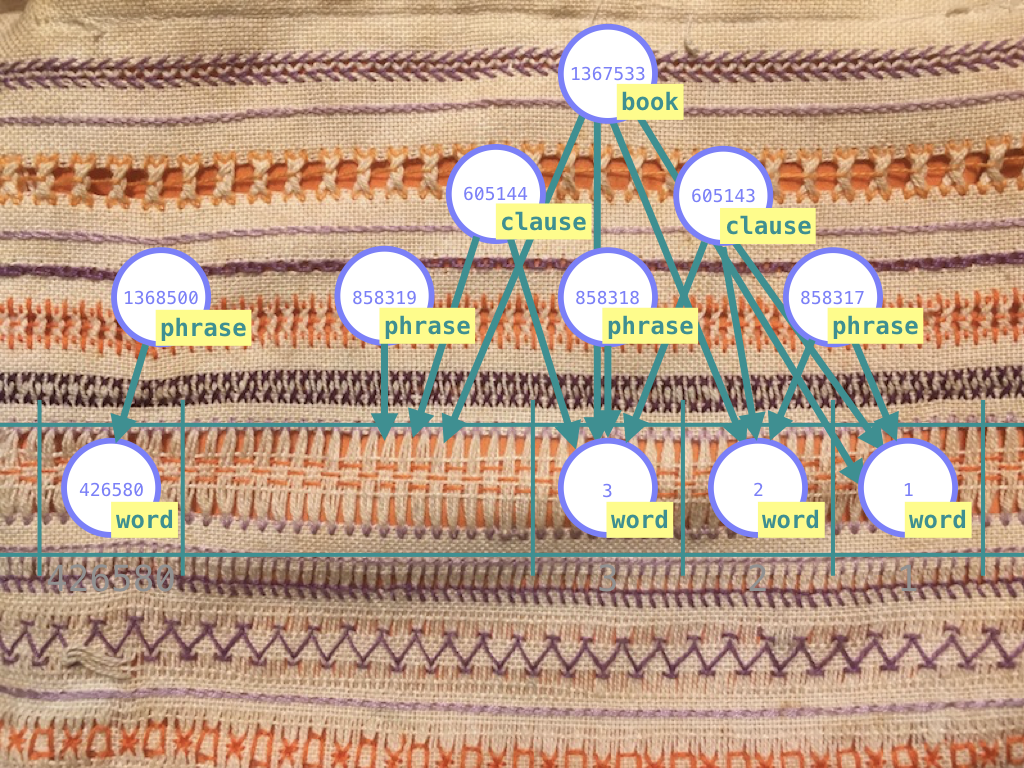 1367533
book
605144
clause
605143
clause
1368500
phrase
858319
phrase
858318
phrase
858317
phrase
426580
word
3
word
2
word
1
word
426580
3
2
1